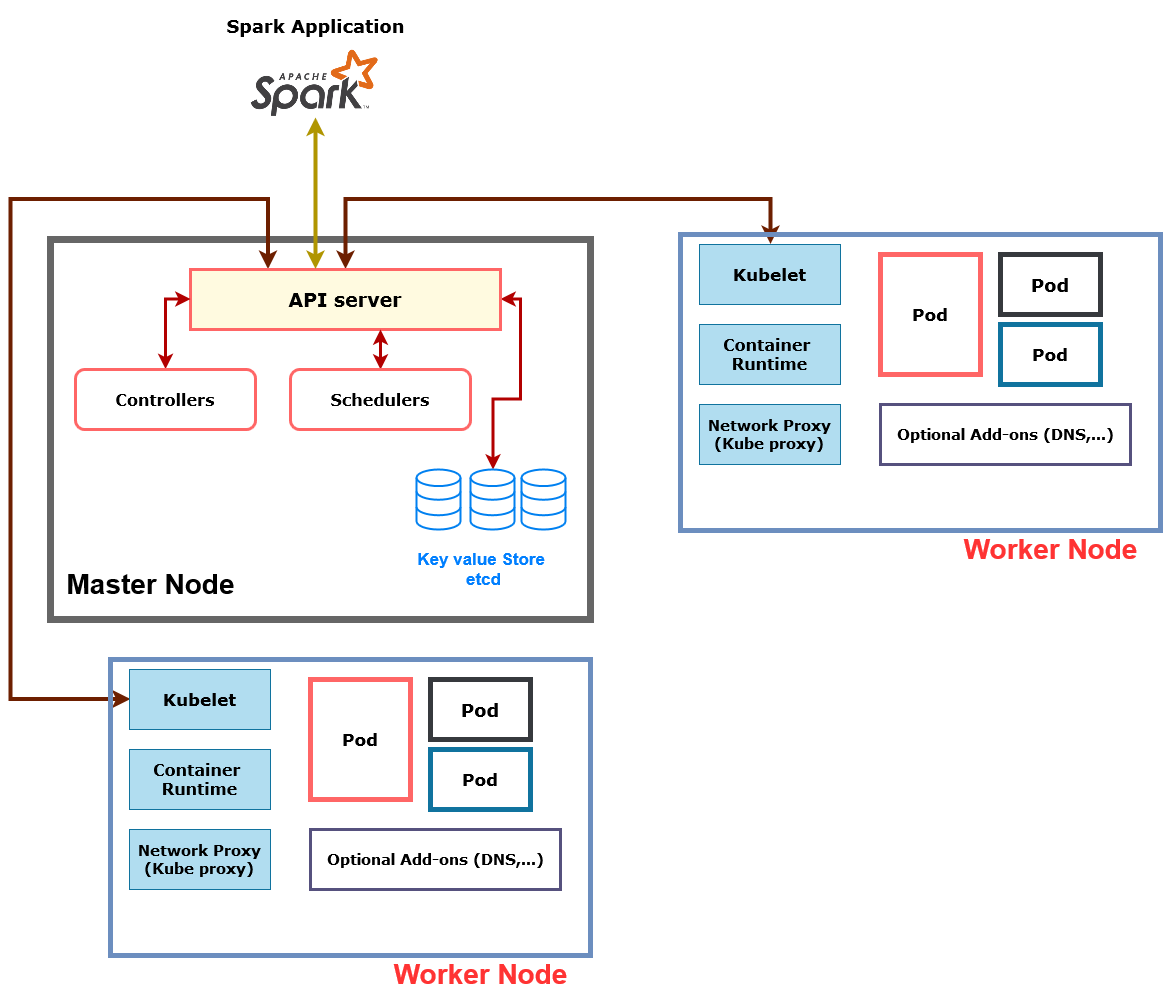 Spark Application
APACHE
Spark™
API server
Controllers
Schedulers
Key value Store
etcd
Master Node
Kubelet
Container
Runtime
Network Proxy
(Kube proxy)
Pod
Pod
Pod
Optional Add-ons (DNS,...)
Worker Node
Kubelet
Container
Runtime
Network Proxy
(Kube proxy)
Pod
Pod
Pod
Optional Add-ons (DNS,...)
Worker Node